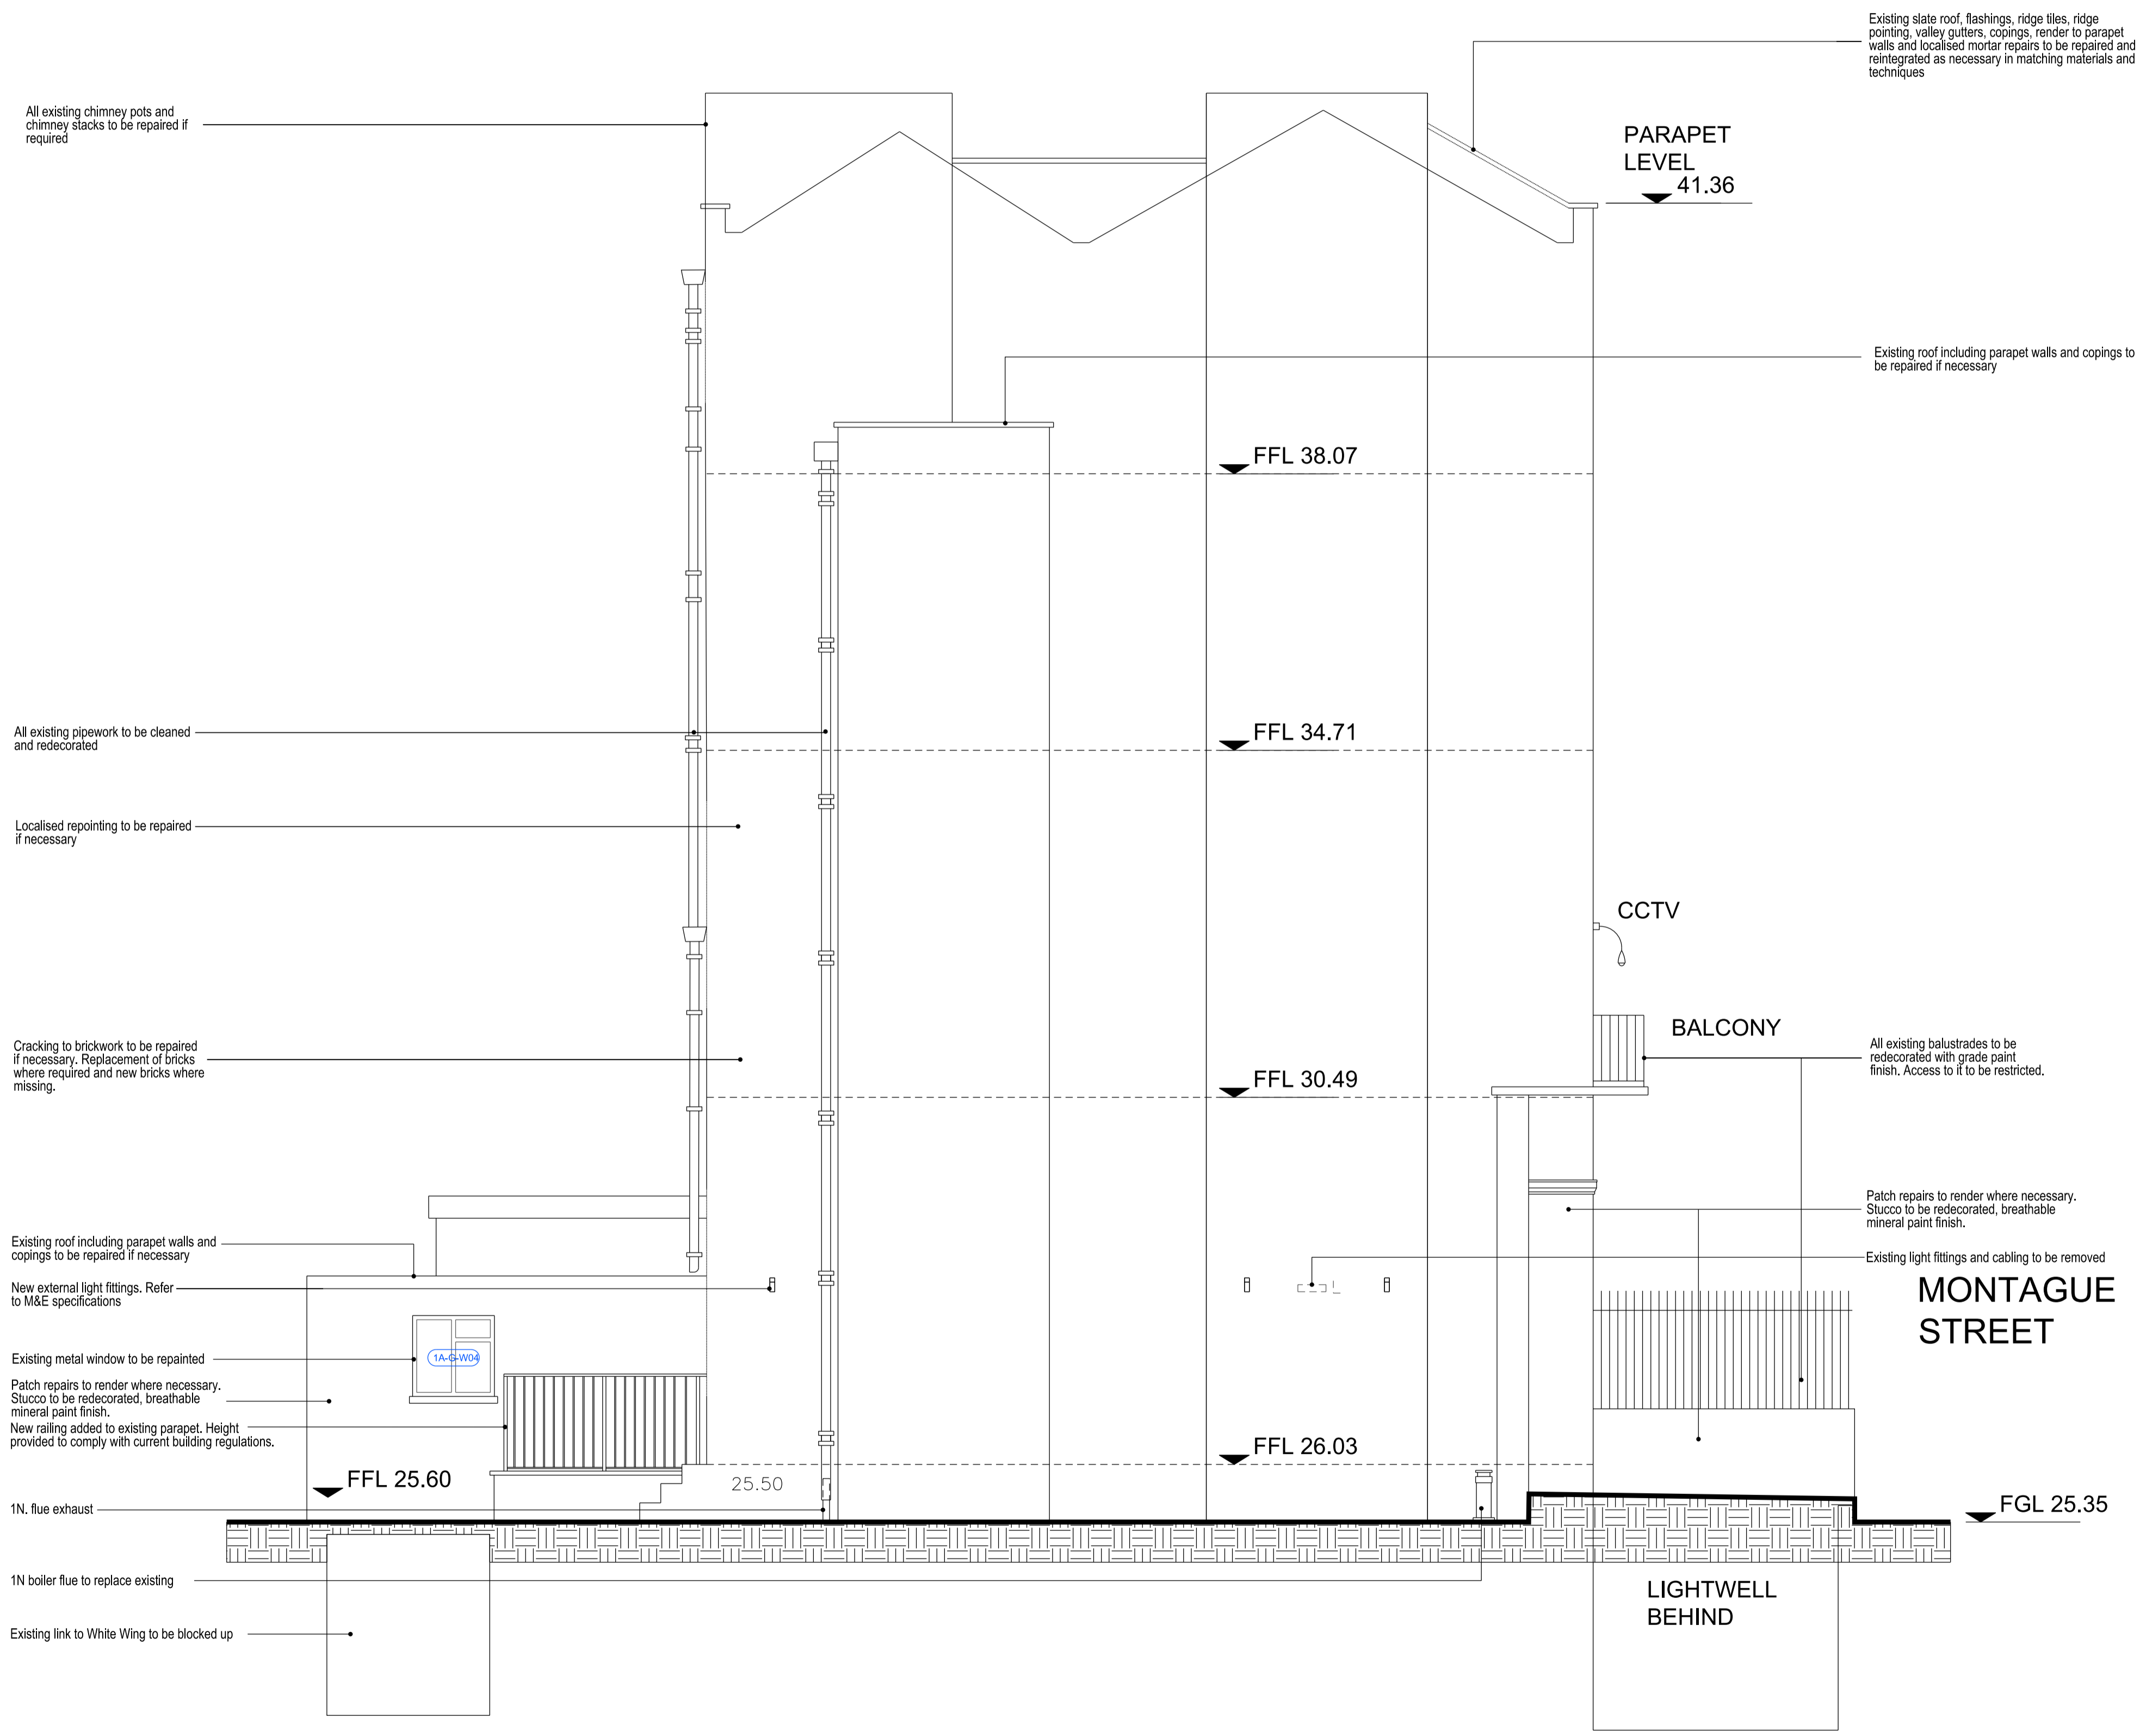 Existing slate roof, flashings, ridge tiles, ridge
pointing, valley gutters, copings, render to parapet
walls and localised mortar repairs to be repaired and
reintegrated as necessary in matching materials and
techniques
All existing chimney pots and
chimney stacks to be repaired if
required
PARAPET
LEVEL
41.36
Existing roof including parapet walls and copings to
be repaired if necessary
FFL 38.07
All existing pipework to be cleaned
and redecorated
FFL 34.71
Localised repointing to be repaired
if necessary
CCTV
BALCONY
Cracking to brickwork to be repaired
if necessary. Replacement of bricks
where required and new bricks where
missing.
All existing balustrades to be
redecorated with grade paint
finish. Access to it to be restricted.
FFL 30.49
Patch repairs to render where necessary.
Stucco to be redecorated, breathable
mineral paint finish.
Existing roof including parapet walls and
copings to be repaired if necessary
Existing light fittings and cabling to be removed
New external light fittings. Refer
to M&E specifications
MONTAGUE
STREET
Existing metal window to be repainted
1A-G-W04
Patch repairs to render where necessary.
Stucco to be redecorated, breathable
mineral paint finish.
New railing added to existing parapet. Height
provided to comply with current building regulations.
FFL 26.03
FFL 25.60
25.50
1N. flue exhaust
FGL 25.35
1N boiler flue to replace existing
LIGHTWELL
BEHIND
Existing link to White Wing to be blocked up